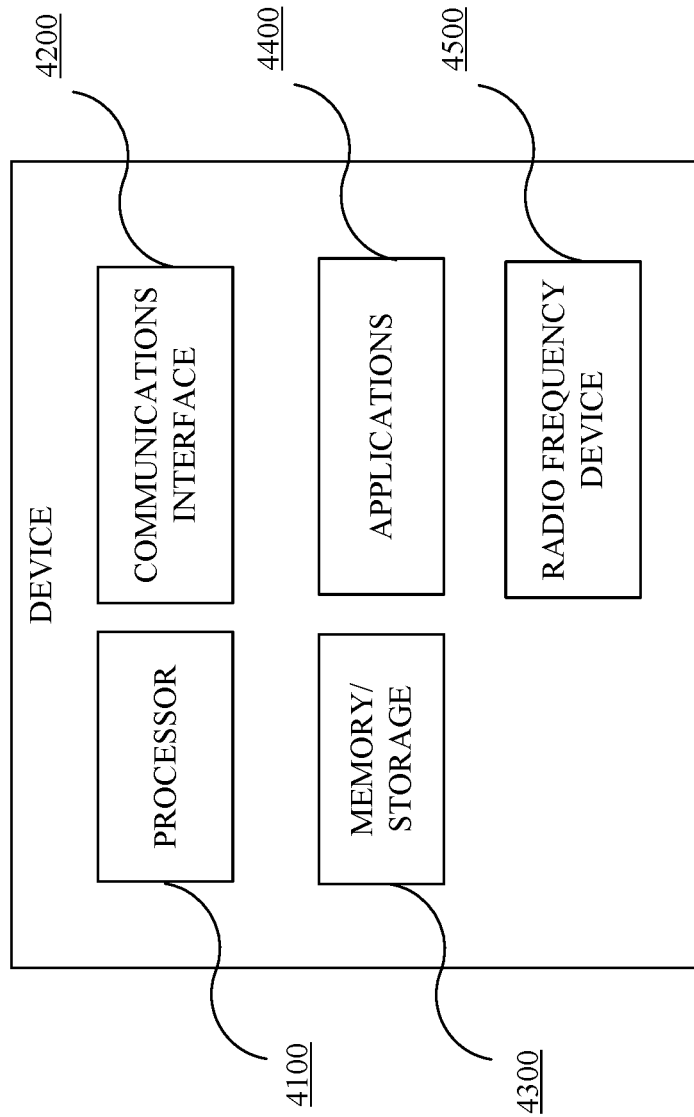 DEVICE
PROCESSOR
COMMUNICATIONS
INTERFACE
MEMORY/
STORAGE
APPLICATIONS
RADIO FREQUENCY
DEVICE
4100
4200
4300
4400
4500